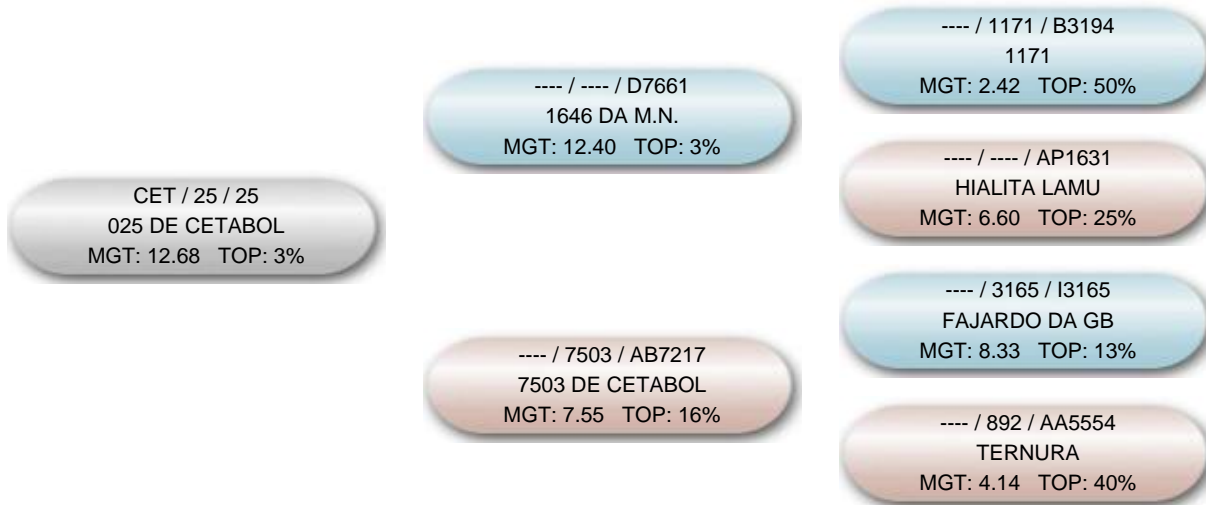 CET / 25 / 25
025 DE CETABOL
MGT: 12.68 TOP: 3%
---- / ---- / D7661
1646 DA M.N.
MGT: 12.40 TOP: 3%
---- / 7503 / AB7217
7503 DE CETABOL
MGT: 7.55 TOP: 16%
---- / 1171 / B3194
1171
MGT: 2.42 TOP: 50%
---- / ---- / AP1631
HIALITA LAMU
MGT: 6.60 TOP: 25%
---- / 3165 / I3165
FAJARDO DA GB
MGT: 8.33 TOP: 13%
---- / 892 / AA5554
TERNURA
MGT: 4.14 TOP: 40%